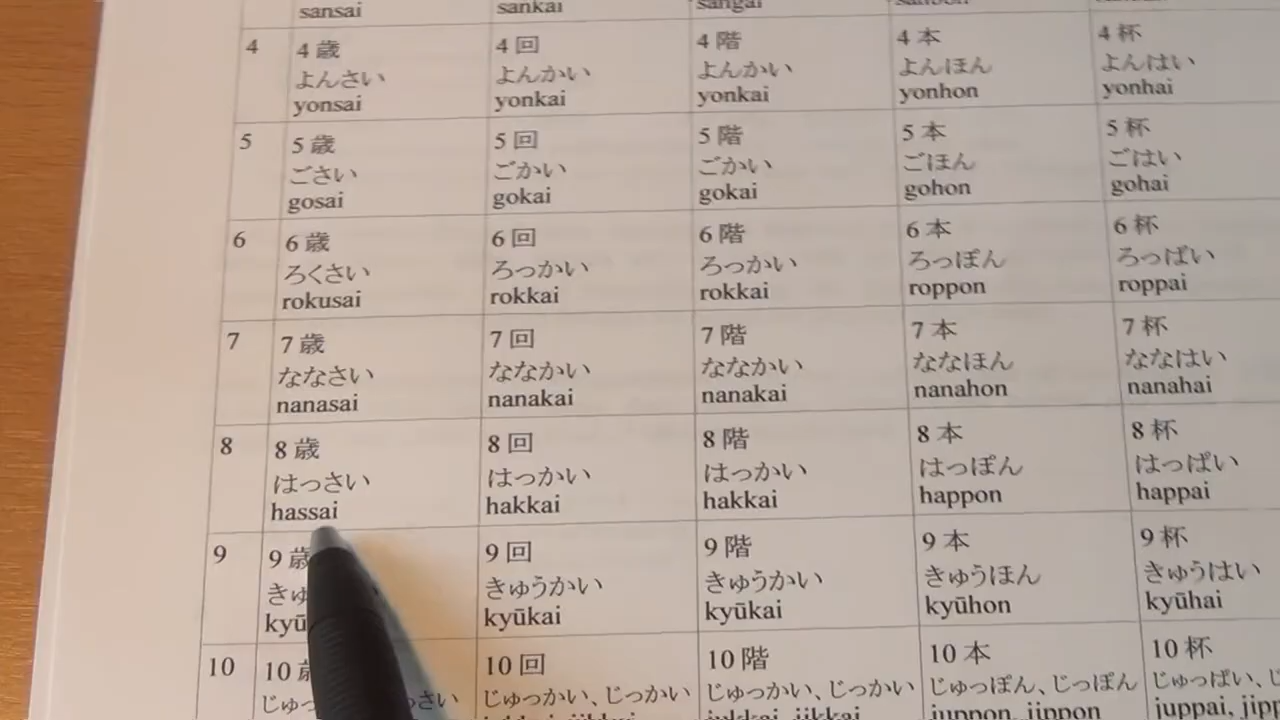 sansai sankai sangai
4 4歳 4回 4階 4本 4杯
よんさい よんかい よんかい よんほん よんはい
yonsai yonkai yonkai yonhon yonhai
5 5歳 5回 5階 5本 5杯
ごさい ごかい ごかい ごほん ごはい
gosai gokai gokai gohon gohai
6 6歳 6回 6階 6本 6杯
ろくさい ろっかい ろっかい ろっぽん ろっぱい
rokusai rokkai rokkai roppon roppai
7 7歳 7回 7階 7本 7杯
ななさい ななかい ななかい ななほん ななはい
nanasai nanakai nanakai nanahon nanahai
8 8歳 8回 8階 8本 8杯
はっさい はっかい はっかい はっぽん はっぱい
hassai hakkai hakkai happon happai
9 9歳 9回 9階 9本 9杯
きゅ きゅうかい きゅうかい きゅうほん きゅうはい
kyū kyūkai kyūkai kyūhon kyūhai
10 10 10回 10階 10本 10杯
じゅっ さい じゅっかい、じっかい じゅっかい、じっかい じゅっぽん、じっぽん じゅっぱい、じ
juppon, jippon juppai, jipp